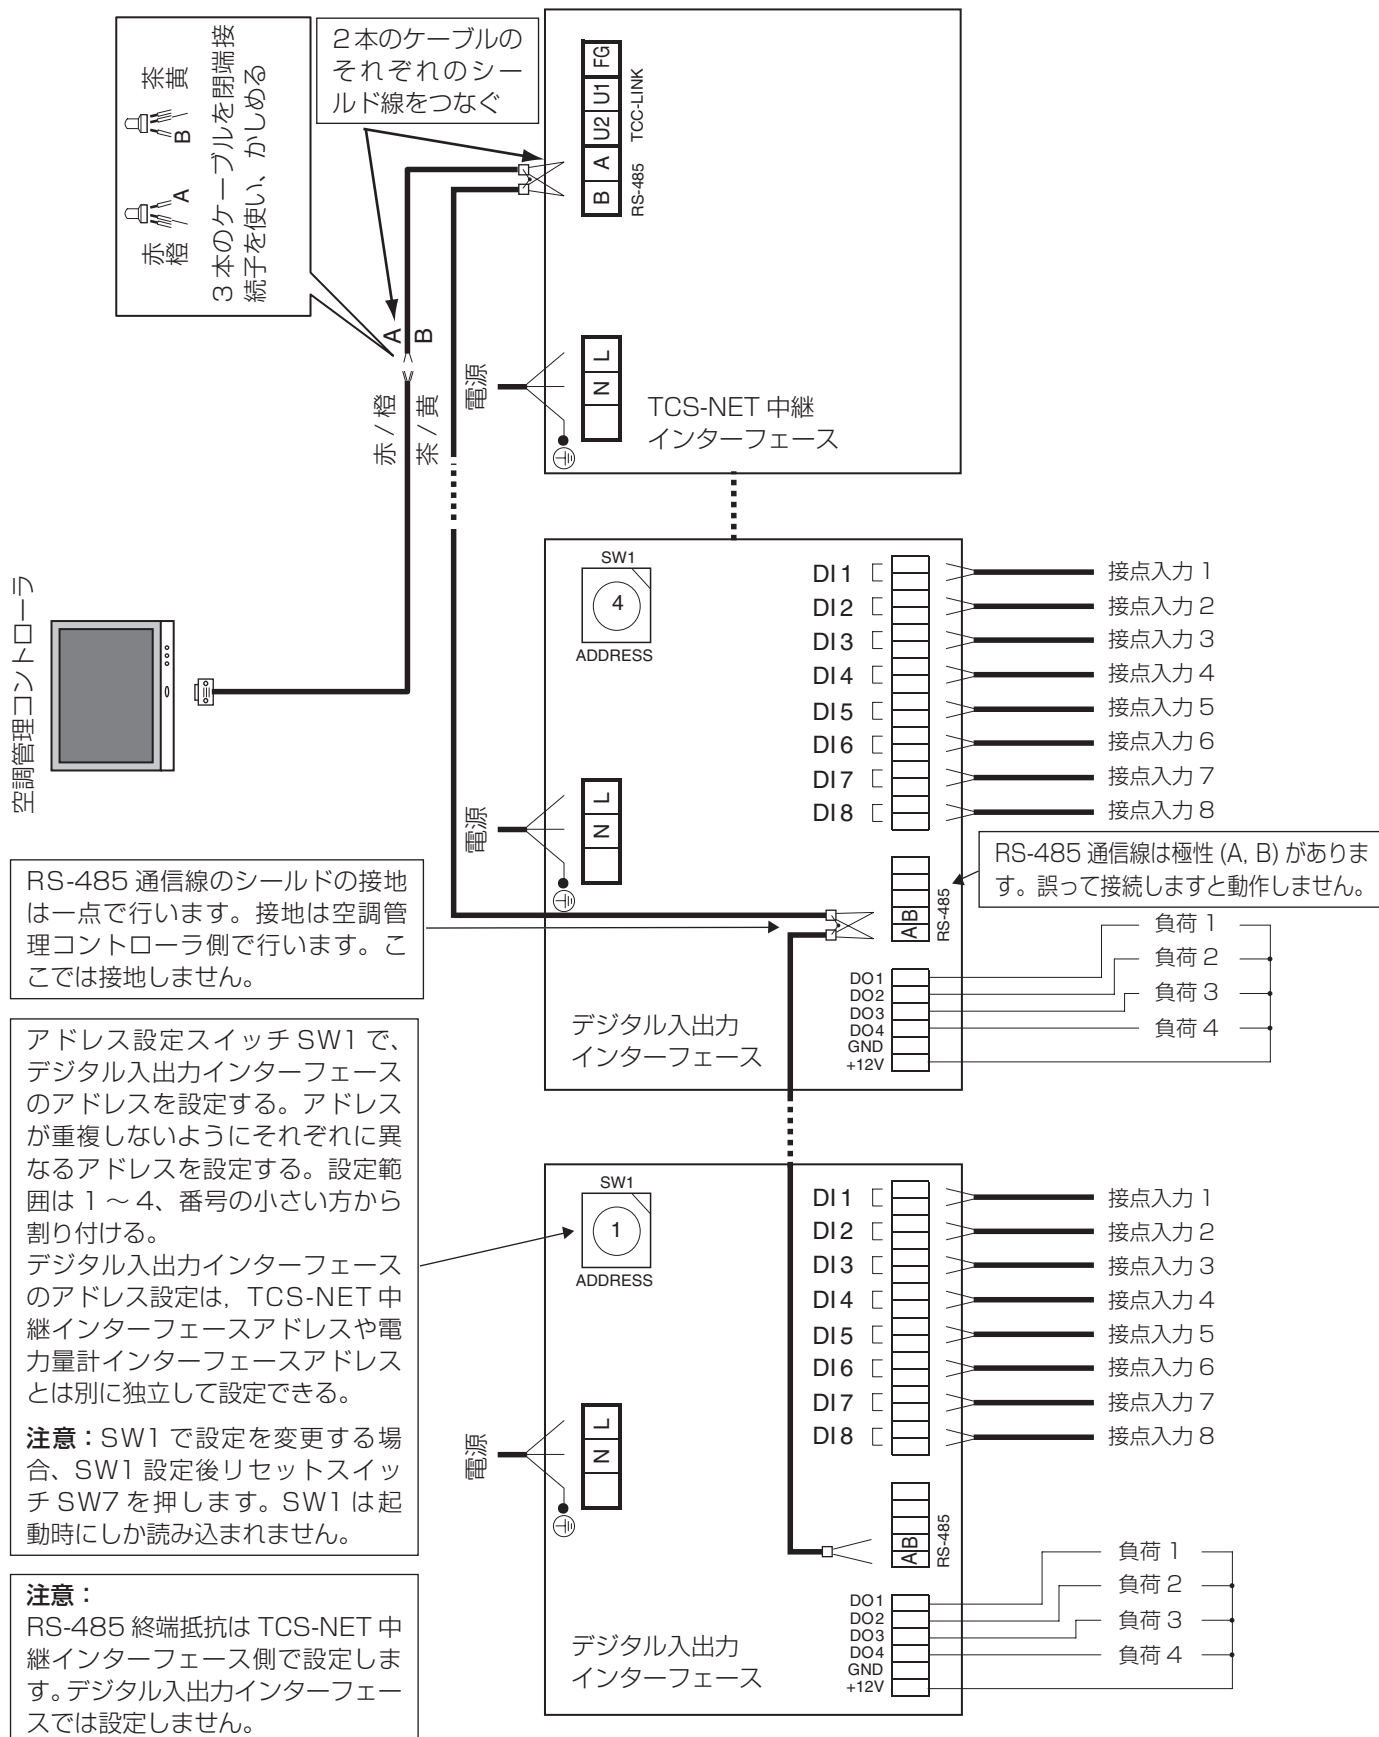 赤
橙
A
B
茶
黄
3本のケーブルを閉端接
続子を使い、かしめる
2本のケーブルの
それぞれのシー
ルド線をつなぐ
B A U2 U1 FG
RS-485
TCC-LINK
A
B
赤 / 橙
茶 / 黄
電源
N L
TCS-NET 中継
インターフェース
空調管理コントローラ
SW1
4
ADDRESS
DI1
DI2
DI3
DI4
DI5
DI6
DI7
DI8
接点入力 1
接点入力 2
接点入力 3
接点入力 4
接点入力 5
接点入力 6
接点入力 7
接点入力 8
電源
N L
RS-485 通信線は極性 (A, B) がありま
す。誤って接続しますと動作しません。
RS-485 通信線のシールドの接地
は一点で行います。接地は空調管
理コントローラ側で行います。こ
こでは接地しません。
A B
RS-485
DO1
DO2
DO3
DO4
GND
+12V
負荷 1
負荷 2
負荷 3
負荷 4
デジタル入出力
インターフェース
アドレス設定スイッチ SW1 で、
デジタル入出力インターフェース
のアドレスを設定する。アドレス
が重複しないようにそれぞれに異
なるアドレスを設定する。設定範
囲は 1 ～ 4、番号の小さい方から
割り付ける。
デジタル入出力インターフェース
のアドレス設定は，TCS-NET 中
継インターフェースアドレスや電
力量計インターフェースアドレス
とは別に独立して設定できる。
注意：SW1 で設定を変更する場
合、SW1 設定後リセットスイッ
チ SW7 を押します。SW1 は起
動時にしか読み込まれません。
SW1
1
ADDRESS
DI1
DI2
DI3
DI4
DI5
DI6
DI7
DI8
接点入力 1
接点入力 2
接点入力 3
接点入力 4
接点入力 5
接点入力 6
接点入力 7
接点入力 8
電源
N L
A B
RS-485
DO1
DO2
DO3
DO4
GND
+12V
負荷 1
負荷 2
負荷 3
負荷 4
デジタル入出力
インターフェース
注意：
RS-485 終端抵抗は TCS-NET 中
継インターフェース側で設定しま
す。デジタル入出力インターフェー
スでは設定しません。